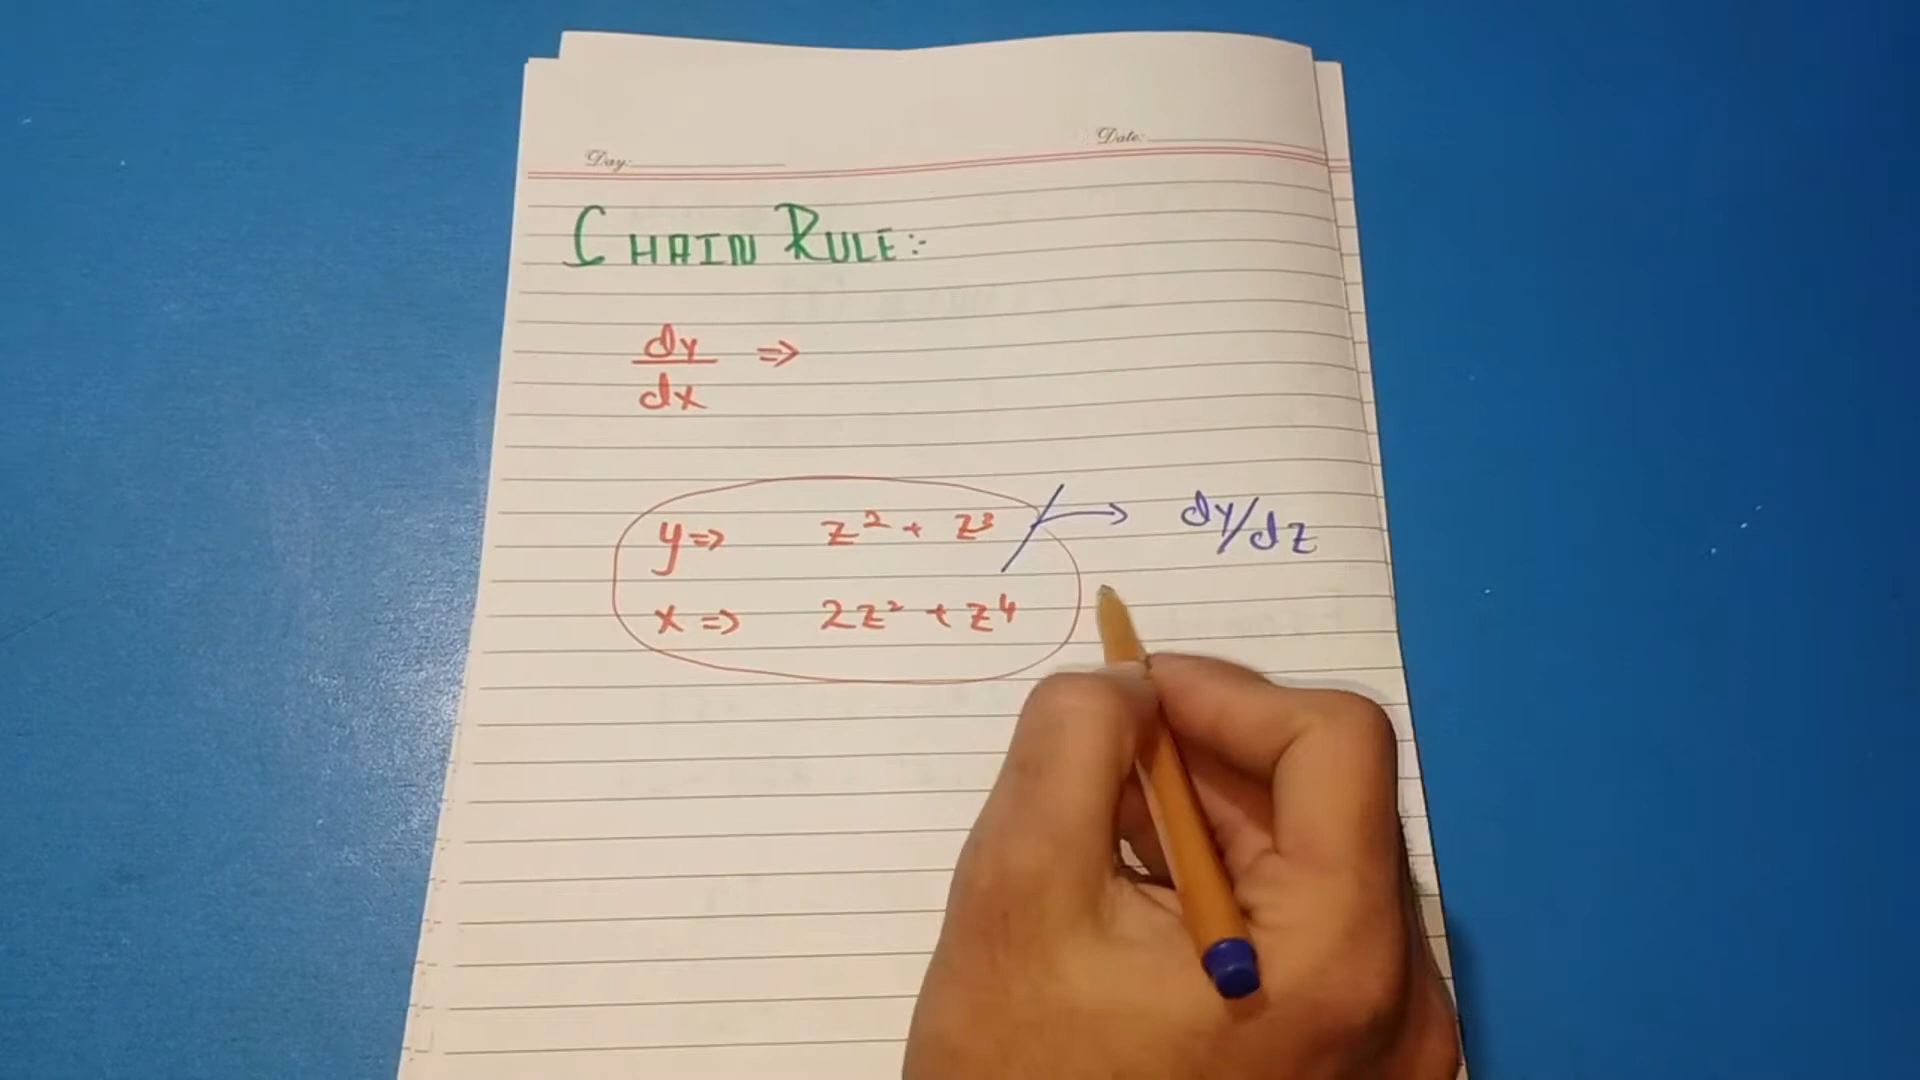 Day: Date:
CHAIN RULE:-
dy/dx ⇒
y ⇒ z² + z³ → dy/dz
x ⇒ 2z² + z⁴